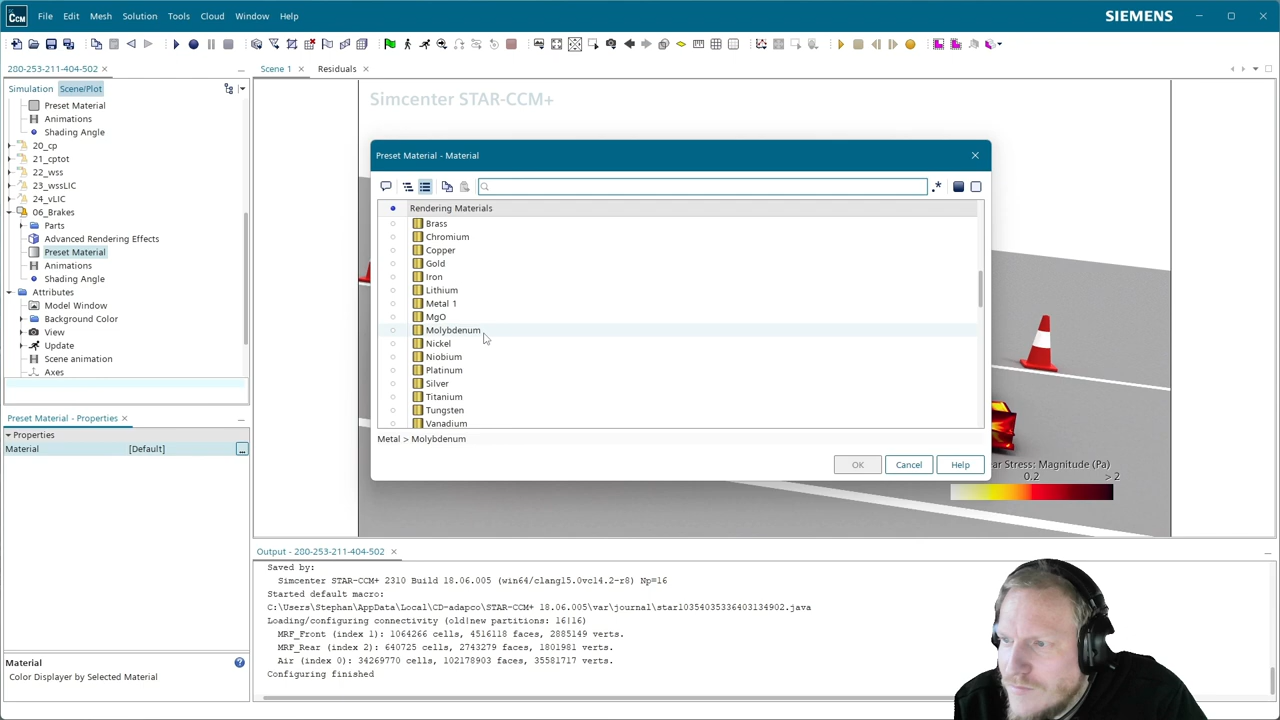 CCM
File Edit Mesh Solution Tools Cloud Window Help
SIEMENS
280-253-211-404-502
Scene 1
Residuals
Simulation
Scene/Plot
Preset Material
Animations
Shading Angle
20_cp
21_cptot
22_wss
23_wssLIC
24_vLIC
06_Brakes
Parts
Advanced Rendering Effects
Preset Material
Animations
Shading Angle
Attributes
Model Window
Background Color
View
Update
Scene animation
Axes
Preset Material - Properties
Properties
Material [Default]
...
Material
Color Displayer by Selected Material
Simcenter STAR-CCM+
Preset Material - Material
Rendering Materials
Brass
Chromium
Copper
Gold
Iron
Lithium
Metal 1
MgO
Molybdenum
Nickel
Niobium
Platinum
Silver
Titanium
Tungsten
Vanadium
Metal > Molybdenum
OK
Cancel
Help
ar Stress: Magnitude (Pa)
0.2 > 2
Output - 280-253-211-404-502
Saved by:
Simcenter STAR-CCM+ 2310 Build 18.06.005 (win64/clang15.0vc14.2-r8) Np=16
Started default macro:
C:\Users\Stephan\AppData\Local\CD-adapco\STAR-CCM+ 18.06.005\var\journal\star10354035336403134902.java
Loading/configuring connectivity (old|new partitions: 16|16)
MRF_Front (index 1): 1064266 cells, 4516118 faces, 2885149 verts.
MRF_Rear (index 2): 640725 cells, 2743279 faces, 1801981 verts.
Air (index 0): 34269770 cells, 102178903 faces, 35581717 verts.
Configuring finished